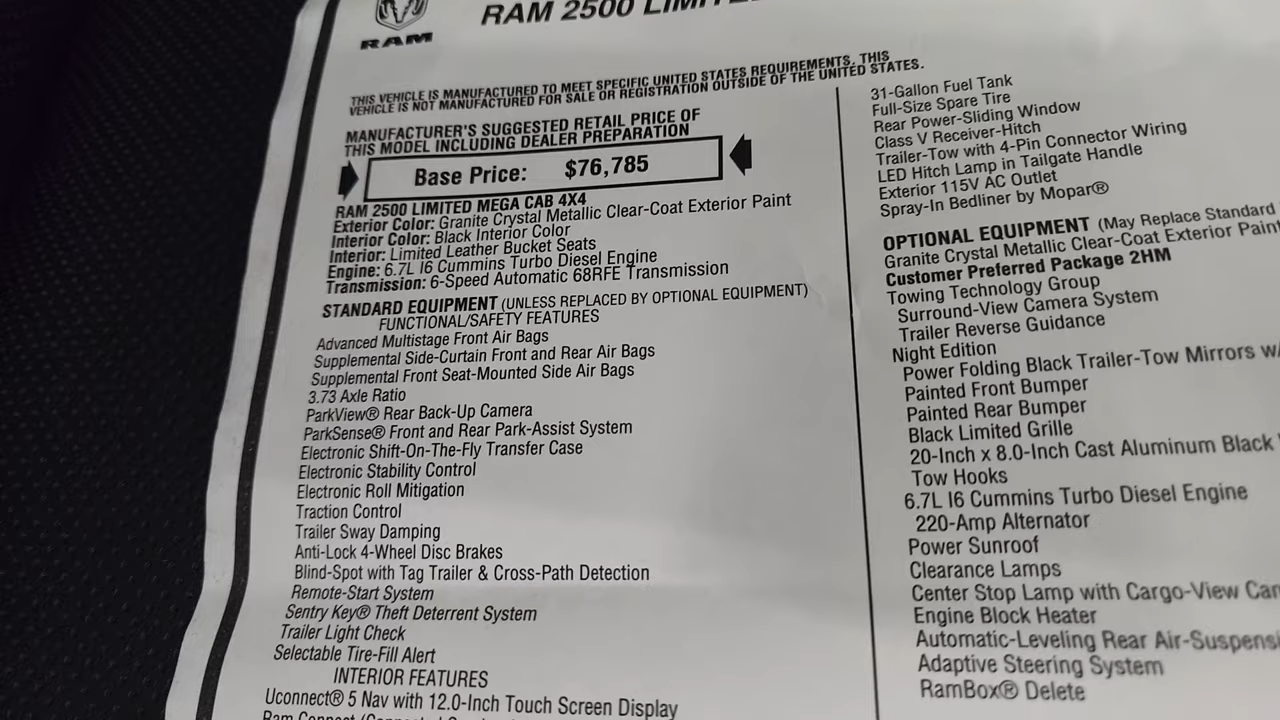 RAM
RAM 2500
THIS VEHICLE IS MANUFACTURED TO MEET SPECIFIC UNITED STATES REQUIREMENTS. THIS
VEHICLE IS NOT MANUFACTURED FOR SALE OR REGISTRATION OUTSIDE OF THE UNITED STATES.
MANUFACTURER'S SUGGESTED RETAIL PRICE OF
THIS MODEL INCLUDING DEALER PREPARATION
Base Price: $76,785
RAM 2500 LIMITED MEGA CAB 4X4
Exterior Color: Granite Crystal Metallic Clear-Coat Exterior Paint
Interior Color: Black Interior Color
Interior: Limited Leather Bucket Seats
Engine: 6.7L I6 Cummins Turbo Diesel Engine
Transmission: 6-Speed Automatic 68RFE Transmission
STANDARD EQUIPMENT (UNLESS REPLACED BY OPTIONAL EQUIPMENT)
FUNCTIONAL/SAFETY FEATURES
Advanced Multistage Front Air Bags
Supplemental Side-Curtain Front and Rear Air Bags
Supplemental Front Seat-Mounted Side Air Bags
3.73 Axle Ratio
ParkView® Rear Back-Up Camera
ParkSense® Front and Rear Park-Assist System
Electronic Shift-On-The-Fly Transfer Case
Electronic Stability Control
Electronic Roll Mitigation
Traction Control
Trailer Sway Damping
Anti-Lock 4-Wheel Disc Brakes
Blind-Spot with Tag Trailer & Cross-Path Detection
Remote-Start System
Sentry Key® Theft Deterrent System
Trailer Light Check
Selectable Tire-Fill Alert
INTERIOR FEATURES
Uconnect® 5 Nav with 12.0-Inch Touch Screen Display
Ram Connect
31-Gallon Fuel Tank
Full-Size Spare Tire
Rear Power-Sliding Window
Class V Receiver-Hitch
Trailer-Tow with 4-Pin Connector Wiring
LED Hitch Lamp in Tailgate Handle
Exterior 115V AC Outlet
Spray-In Bedliner by Mopar®
OPTIONAL EQUIPMENT (May Replace Standard
Granite Crystal Metallic Clear-Coat Exterior Paint
Customer Preferred Package 2HM
Towing Technology Group
Surround-View Camera System
Trailer Reverse Guidance
Night Edition
Power Folding Black Trailer-Tow Mirrors w/
Painted Front Bumper
Painted Rear Bumper
Black Limited Grille
20-Inch x 8.0-Inch Cast Aluminum Black
Tow Hooks
6.7L I6 Cummins Turbo Diesel Engine
220-Amp Alternator
Power Sunroof
Clearance Lamps
Center Stop Lamp with Cargo-View
Engine Block Heater
Automatic-Leveling Rear
Adaptive Steering System
RamBox® Delete